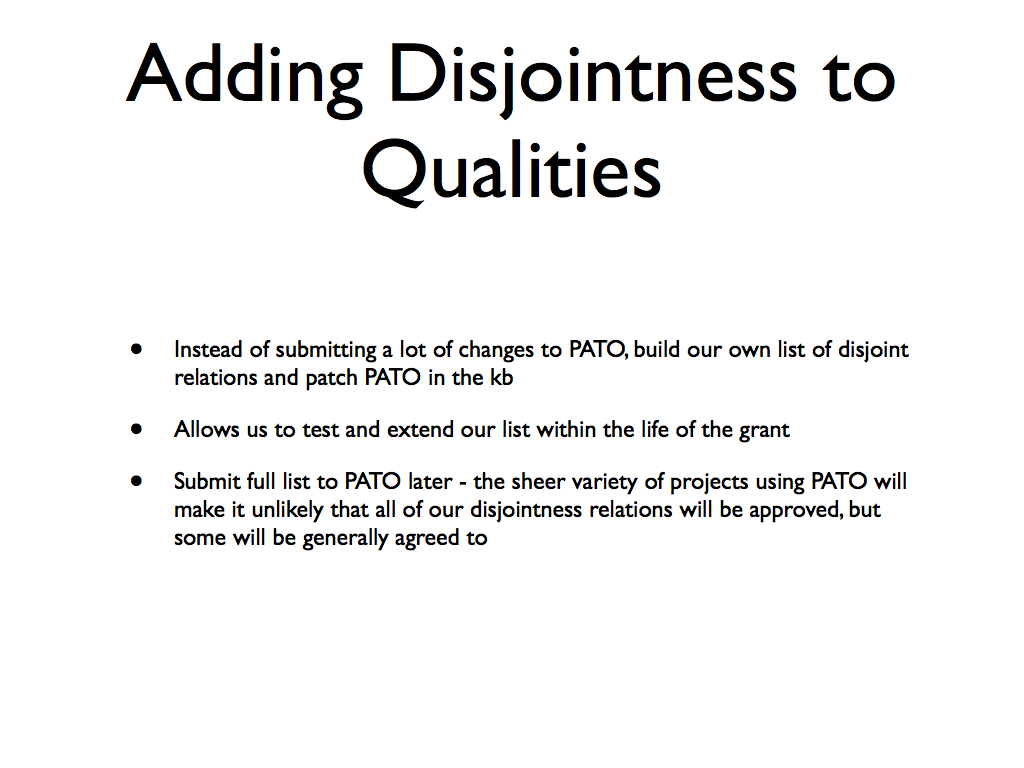 Adding Disjointness to
Qualities
• Instead of submitting a lot of changes to PATO, build our own list of disjoint
relations and patch PATO in the kb
• Allows us to test and extend our list within the life of the grant
• Submit full list to PATO later - the sheer variety of projects using PATO will
make it unlikely that all of our disjointness relations will be approved, but
some will be generally agreed to